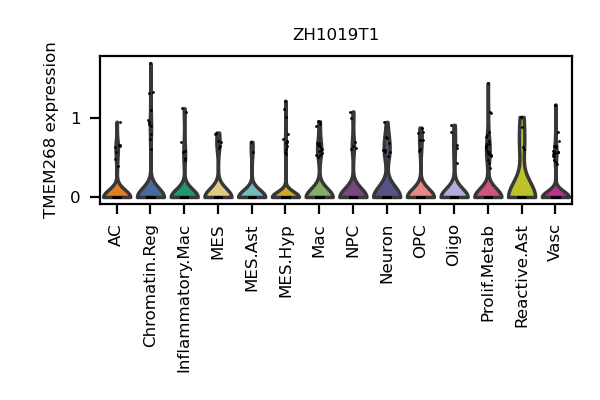 ZH1019T1
TMEM268 expression
1
0
AC
Chromatin.Reg
Inflammatory.Mac
MES
MES.Ast
MES.Hyp
Mac
NPC
Neuron
OPC
Oligo
Prolif.Metab
Reactive.Ast
Vasc